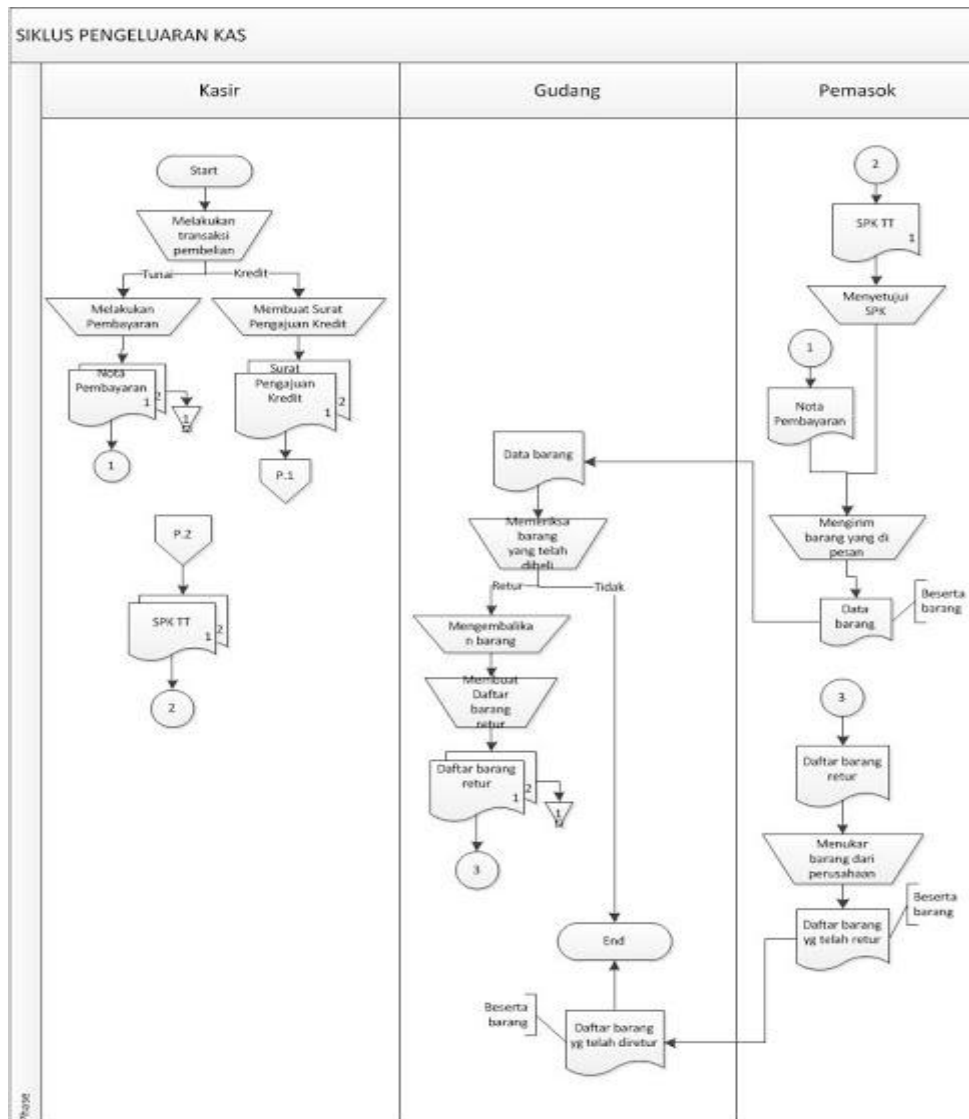 SIKLUS PENGELUARAN KAS
Kasir
Gudang
Pemasok
Start
Melakukan
transaksi
pembelian
Tunai
Kredit
Melakukan
Pembayaran
Membuat Surat
Pengajuan Kredit
Nota
Pembayaran
1
2
1
Surat
Pengajuan
Kredit
1
2
P.1
P.2
SPK TT
1
2
2
Data barang
Memeriksa
barang
yang telah
dibeli
Retur
Tidak
Mengembalika
n barang
Membuat
Daftar
barang
retur
Daftar barang
retur
1
2
3
End
Beserta
barang
Daftar barang
yg telah diretur
2
SPK TT
1
Menyetujui
SPK
1
Nota
Pembayaran
Mengirim
barang yang di
pesan
Data
barang
Beserta
barang
3
Daftar barang
retur
Menukar
barang dari
perusahaan
Daftar barang
yg telah retur
Beserta
barang
Phase